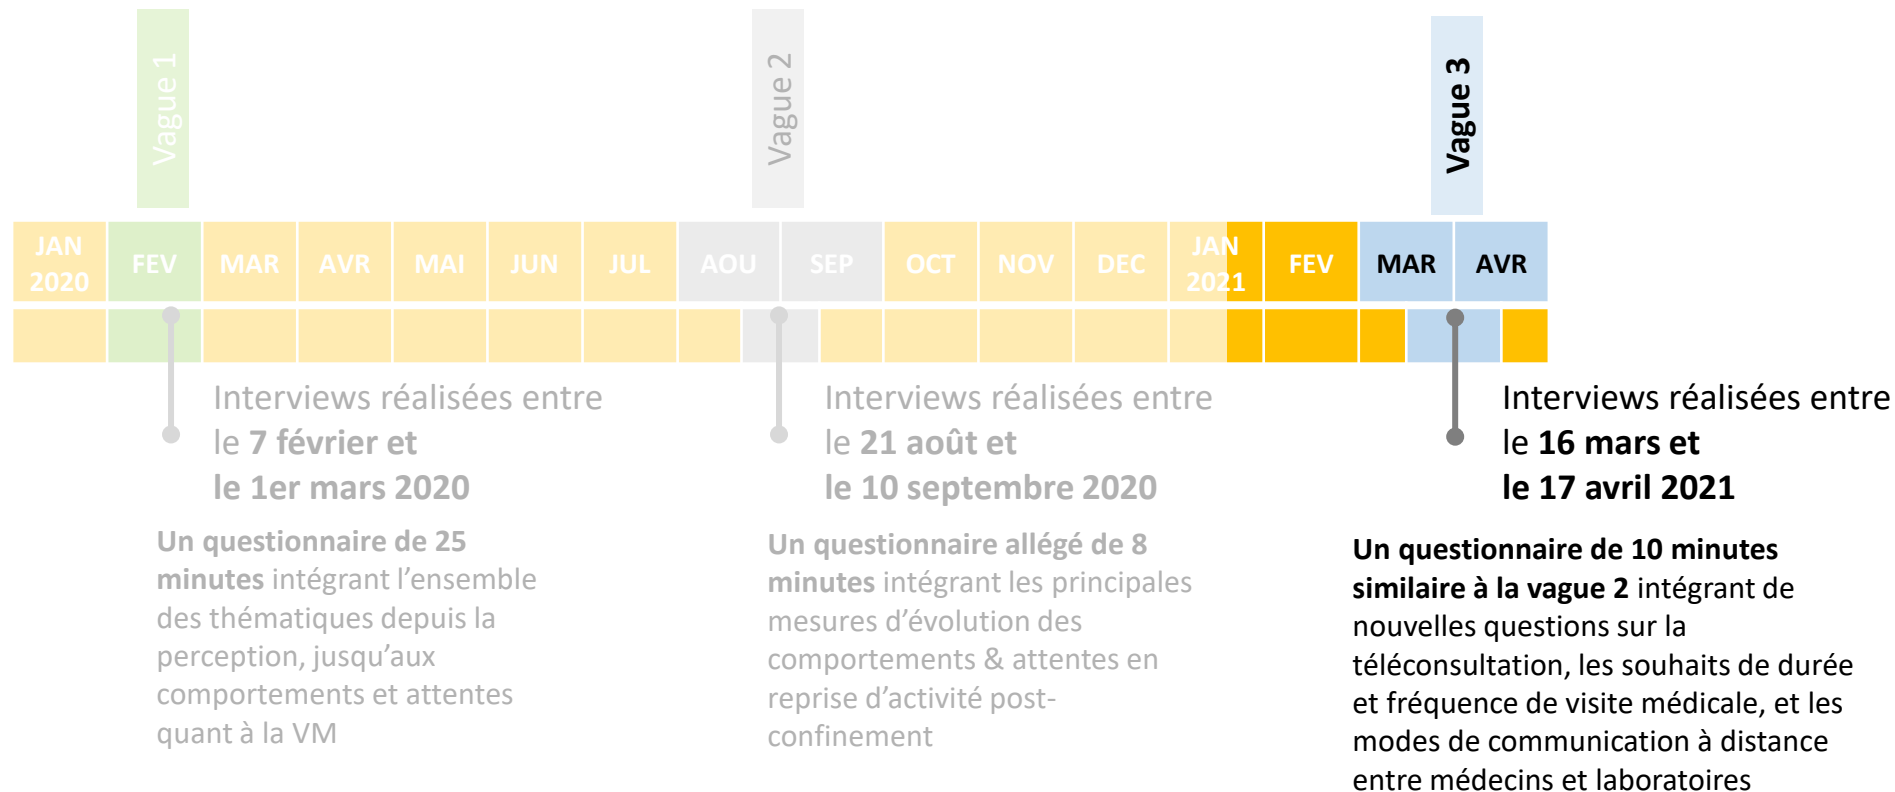 Vague 1
Vague 2
Vague 3
JAN
2020
FEV
MAR
AVR
MAI
JUN
JUL
AOU
SEP
OCT
NOV
DEC
JAN
2021
FEV
MAR
AVR
Interviews réalisées entre
le 7 février et
le 1er mars 2020
Un questionnaire de 25
minutes intégrant l’ensemble
des thématiques depuis la
perception, jusqu’aux
comportements et attentes
quant à la VM
Interviews réalisées entre
le 21 août et
le 10 septembre 2020
Un questionnaire allégé de 8
minutes intégrant les principales
mesures d’évolution des
comportements & attentes en
reprise d’activité post-
confinement
Interviews réalisées entre
le 16 mars et
le 17 avril 2021
Un questionnaire de 10 minutes
similaire à la vague 2 intégrant de
nouvelles questions sur la
téléconsultation, les souhaits de durée
et fréquence de visite médicale, et les
modes de communication à distance
entre médecins et laboratoires